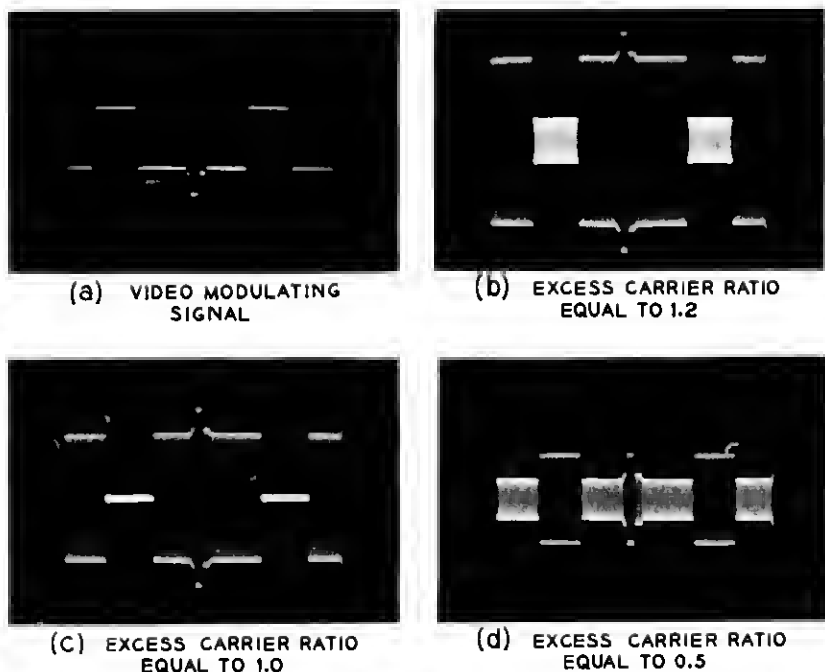 (a) VIDEO MODULATING
SIGNAL
(b) EXCESS CARRIER RATIO
EQUAL TO 1.2
(c) EXCESS CARRIER RATIO
EQUAL TO 1.0
(d) EXCESS CARRIER RATIO
EQUAL TO 0.5